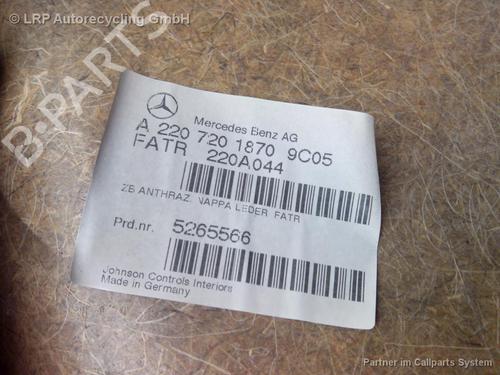 © LRP Autorecycling GmbH
B-PARTS
Mercedes Benz AG
A 220 720 1870 9C05
FATR 220A044
ZB ANTHRAZ. NAPPA LEDER FATR
Prd.nr. 5265566
Johnson Controls Interiors
Made in Germany
Partner im Callparts System